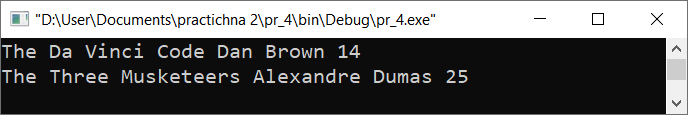 "D:\User\Documents\practichna 2\pr_4\bin\Debug\pr_4.exe"
The Da Vinci Code Dan Brown 14
The Three Musketeers Alexandre Dumas 25